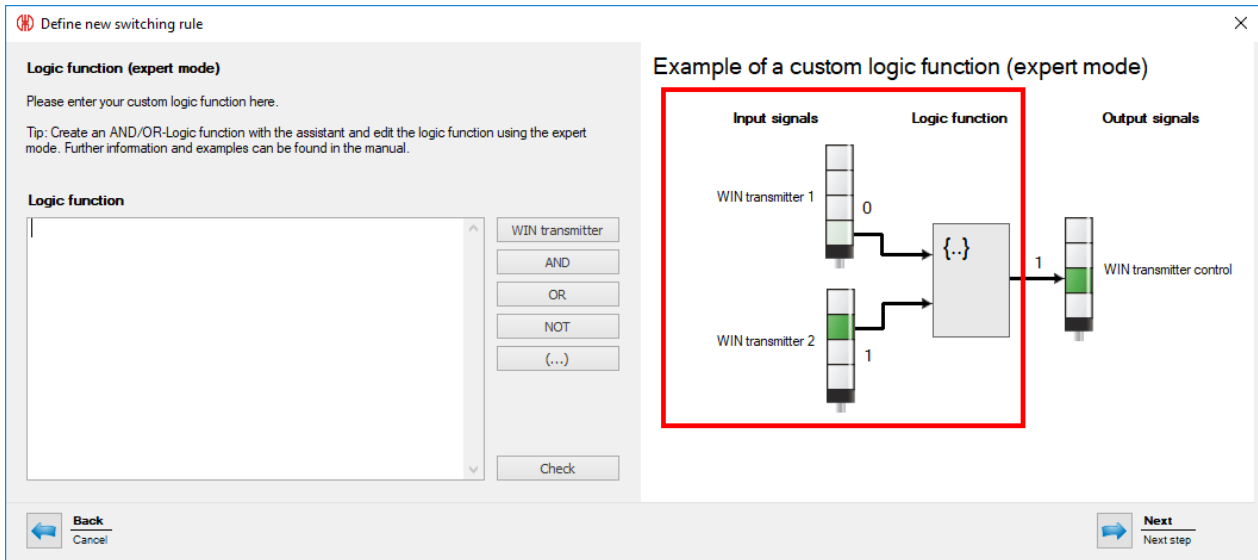 Define new switching rule
Logic function (expert mode)
Please enter your custom logic function here.
Tip: Create an AND/OR-Logic function with the assistant and edit the logic function using the expert
mode. Further information and examples can be found in the manual.
Logic function
WIN transmitter
AND
OR
NOT
(...)
Check
Example of a custom logic function (expert mode)
Input signals
Logic function
Output signals
WIN transmitter 1
0
{..}
1
WIN transmitter control
WIN transmitter 2
1
Back
Cancel
Next
Next step